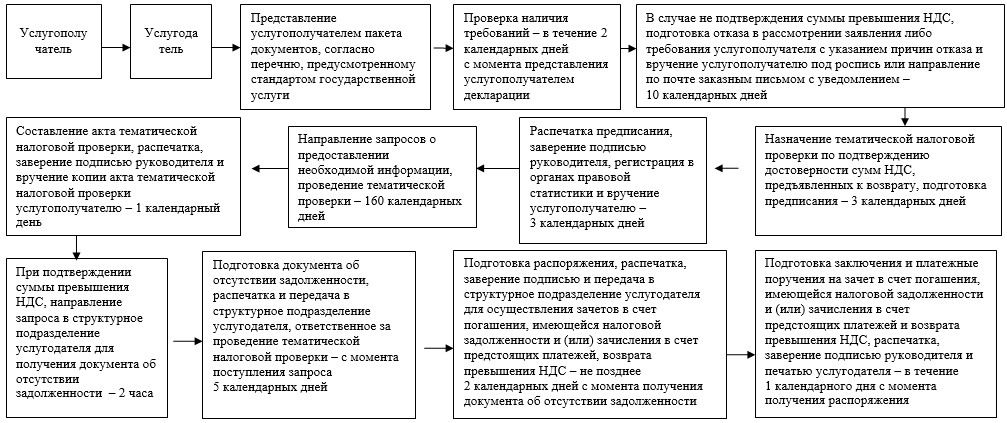 Услугополу
чатель
Услугода
тель
Представление
услугополучателем пакета
документов, согласно
перечню, предусмотренному
стандартом государственной
услуги
Проверка наличия
требований – в течение 2
календарных дней
с момента представления
услугополучателем
декларации
В случае не подтверждения суммы превышения НДС,
подготовка отказа в рассмотрении заявления либо
требования услугополучателя с указанием причин отказа и
вручение услугополучателю под роспись или направление
по почте заказным письмом с уведомлением –
10 календарных дней
Назначение тематической налоговой
проверки по подтверждению
достоверности сумм НДС,
предъявленных к возврату, подготовка
предписания – 3 календарных дней
Распечатка предписания,
заверение подписью
руководителя, регистрация в
органах правовой
статистики и вручение
услугополучателю –
3 календарных дней
Направление запросов о
предоставлении
необходимой информации,
проведение тематической
проверки – 160 календарных
дней
Составление акта тематической
налоговой проверки, распечатка,
заверение подписью руководителя и
вручение копии акта тематической
налоговой проверки
услугополучателю – 1 календарный
день
При подтверждении
суммы превышения
НДС, направление
запроса в структурное
подразделение
услугодателя для
получения документа об
отсутствии
задолженности – 2 часа
Подготовка документа об
отсутствии задолженности,
распечатка и передача в
структурное подразделение
услугодателя, ответственное за
проведение тематической
налоговой проверки – с момента
поступления запроса
5 календарных дней
Подготовка распоряжения, распечатка,
заверение подписью и передача в
структурное подразделение услугодателя
для осуществления зачетов в счет
погашения, имеющейся налоговой
задолженности и (или) зачисления в счет
предстоящих платежей, возврата
превышения НДС – не позднее
2 календарных дней с момента получения
документа об отсутствии задолженности
Подготовка заключения и платежные
поручения на зачет в счет погашения,
имеющейся налоговой задолженности
и (или) зачисления в счет
предстоящих платежей и возврата
превышения НДС, распечатка,
заверение подписью руководителя и
печатью услугодателя – в течение
1 календарного дня с момента
получения распоряжения